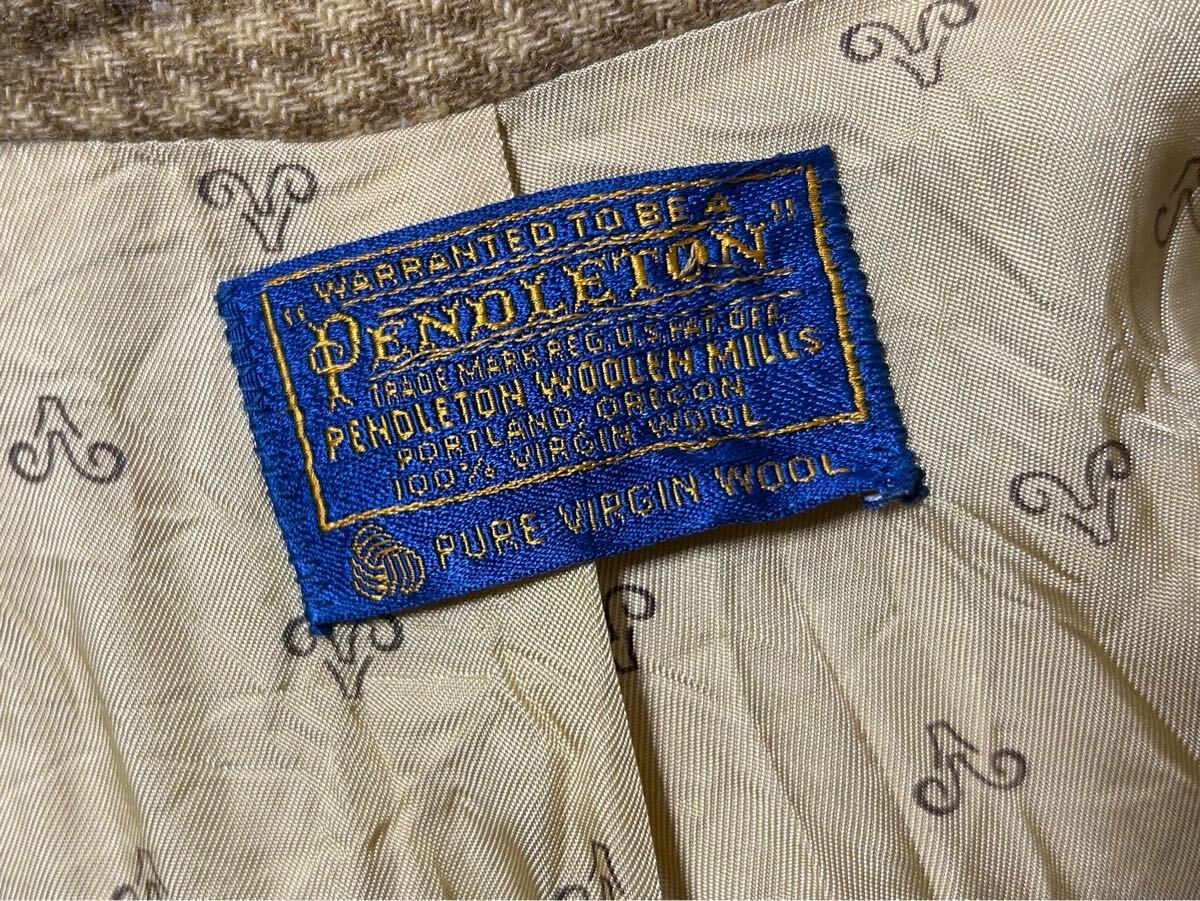 WARRANTED TO BE A
"PENDLETON"
TRADE MARK REG. U.S. PAT. OFF.
PENDLETON WOOLEN MILLS
PORTLAND, OREGON
100% VIRGIN WOOL
PURE VIRGIN WOOL